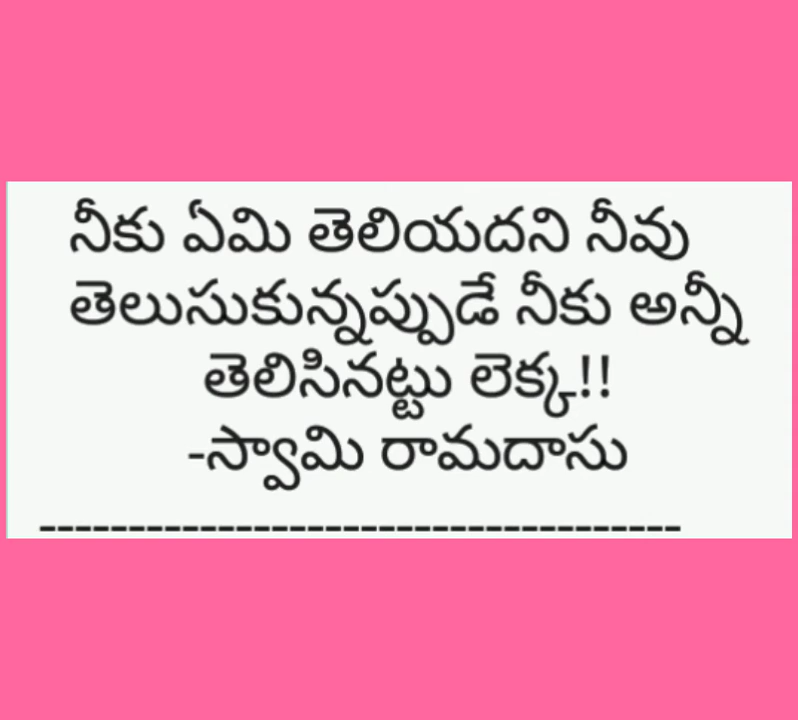 నీకు ఏమి తెలియదని నీవు
తెలుసుకున్నప్పుడే నీకు అన్నీ
తెలిసినట్టు లెక్క!!
-స్వామి రామదాసు
------------------------------------